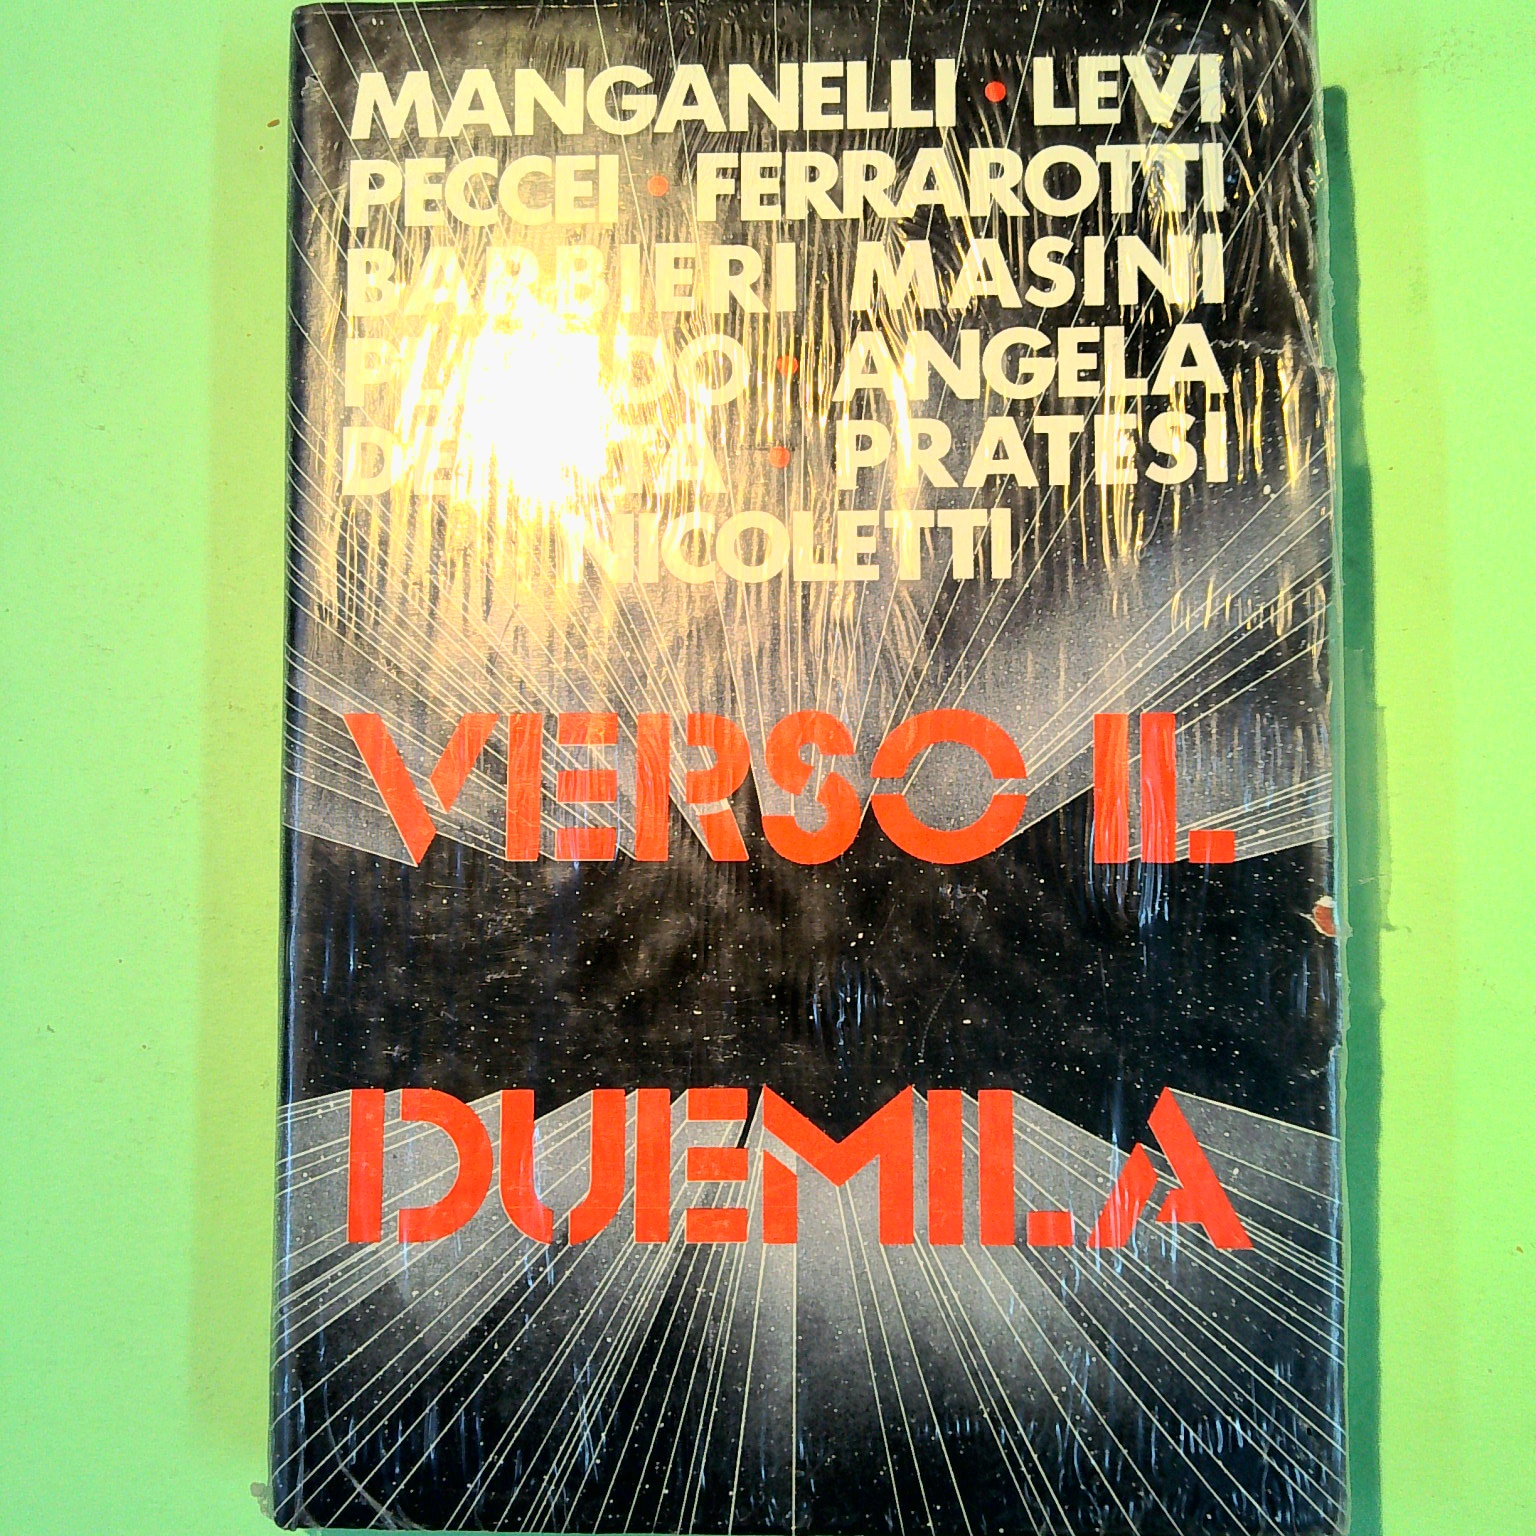 MANGANELLI • LEVI
PECCEI • FERRAROTTI
BARBIERI MASINI
• ANGELA
• PRATESI
NICOLETTI
VERSO IL
DUEMILA